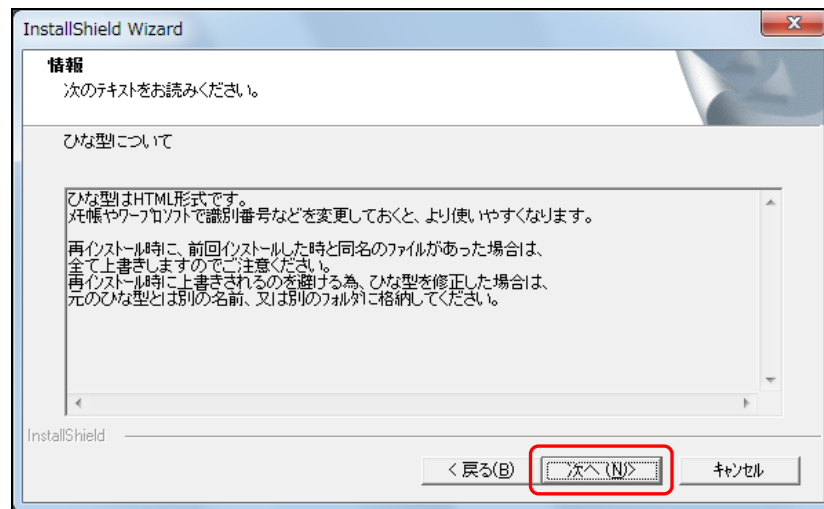 InstallShield Wizard
情報
次のテキストをお読みください。
ひな型について
ひな型はHTML形式です。
メモ帳やワープロソフトで識別番号などを変更しておくと、より使いやすくなります。
再インストール時に、前回インストールした時と同名のファイルがあった場合は、
全て上書きしますのでご注意ください。
再インストール時に上書きされるのを避ける為、ひな型を修正した場合は、
元のひな型とは別の名前、又は別のフォルダに格納してください。
InstallShield
< 戻る(B) 次へ(N)> キャンセル